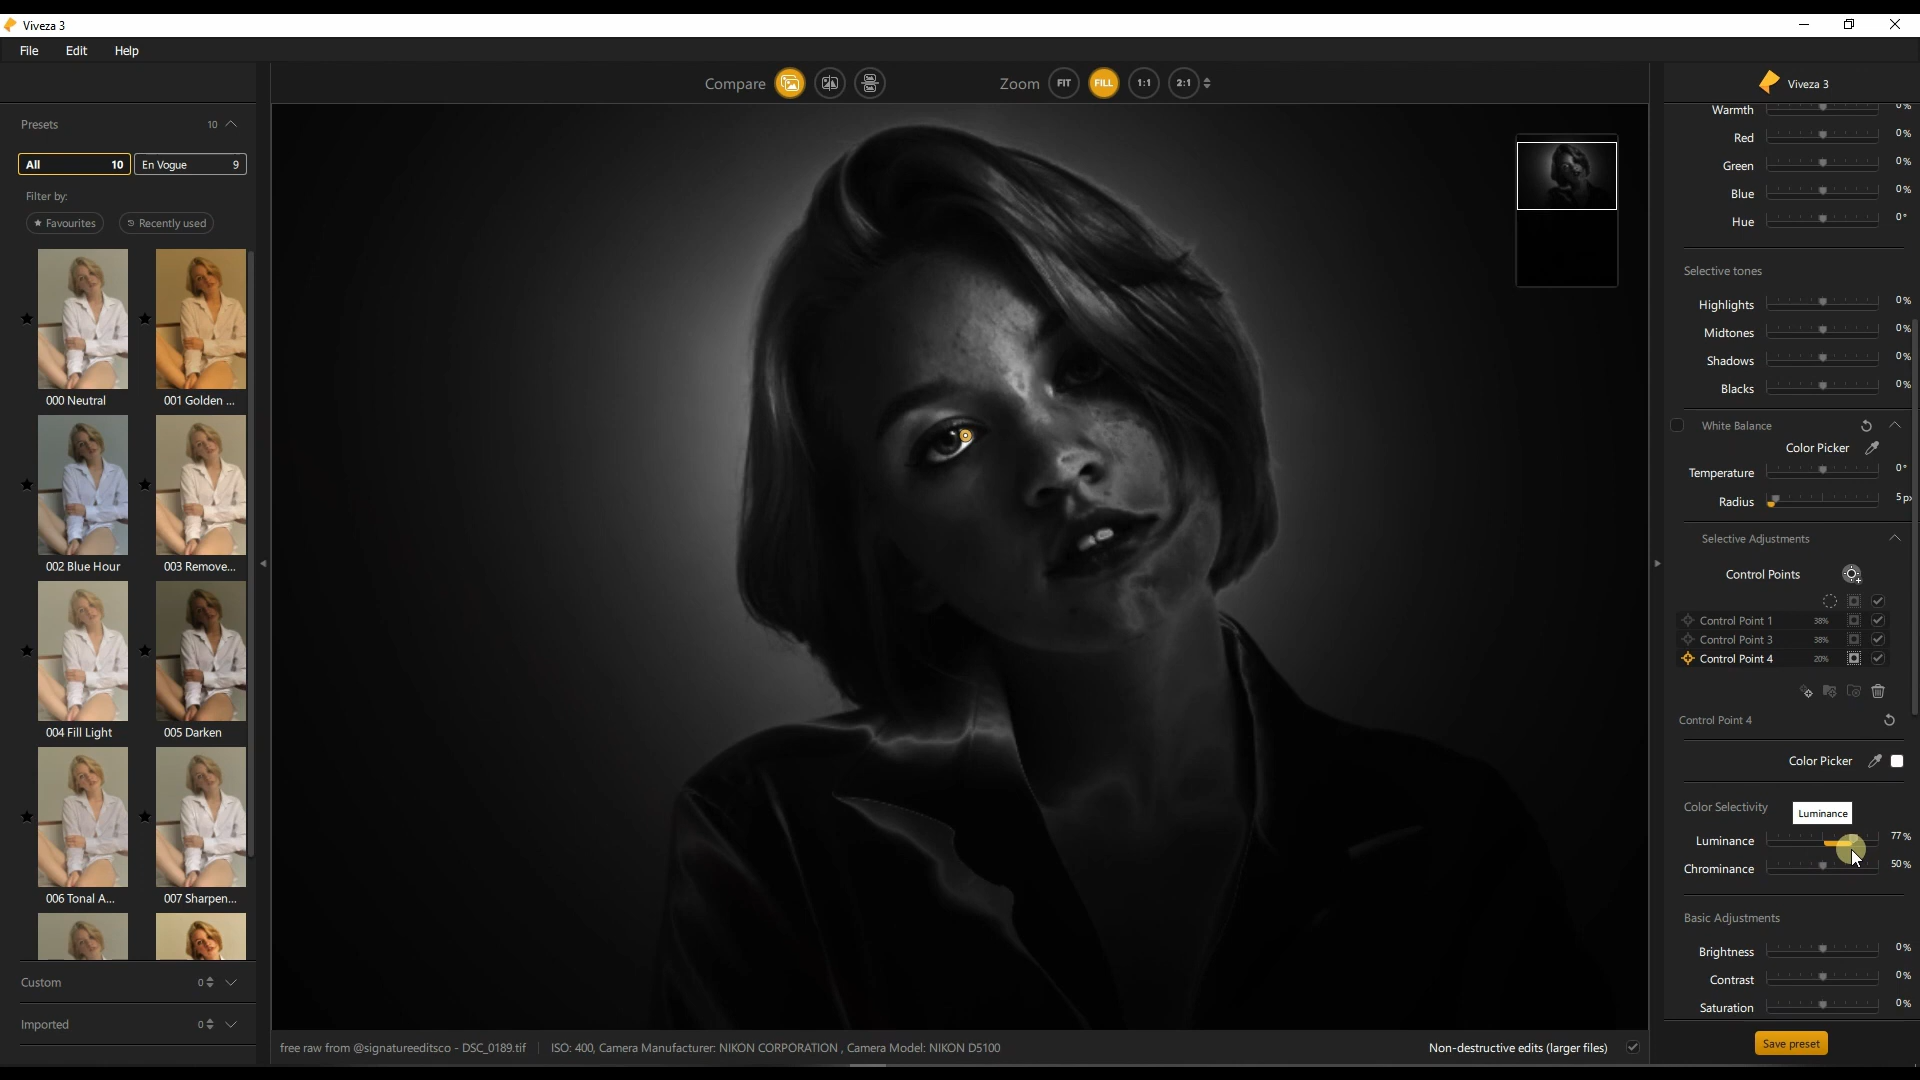 Viveza 3
File Edit Help
Compare Zoom FIT FILL 1:1 2:1
Viveza 3
Presets 10
All 10 En Vogue 9
Filter by:
Favourites Recently used
000 Neutral 001 Golden ...
002 Blue Hour 003 Remove...
004 Fill Light 005 Darken
006 Tonal A... 007 Sharpen...
Custom 0
Imported 0
Warmth 0%
Red 0%
Green 0%
Blue 0%
Hue 0°
Selective tones
Highlights 0%
Midtones 0%
Shadows 0%
Blacks 0%
White Balance
Color Picker
Temperature 0°
Radius 5 px
Selective Adjustments
Control Points
Control Point 1 38%
Control Point 3 38%
Control Point 4 20%
Control Point 4
Color Picker
Color Selectivity
Luminance
Luminance 77%
Chrominance 50%
Basic Adjustments
Brightness 0%
Contrast 0%
Saturation 0%
Save preset
free raw from @signatureeditsco - DSC_0189.tif ISO: 400, Camera Manufacturer: NIKON CORPORATION , Camera Model: NIKON D5100
Non-destructive edits (larger files)